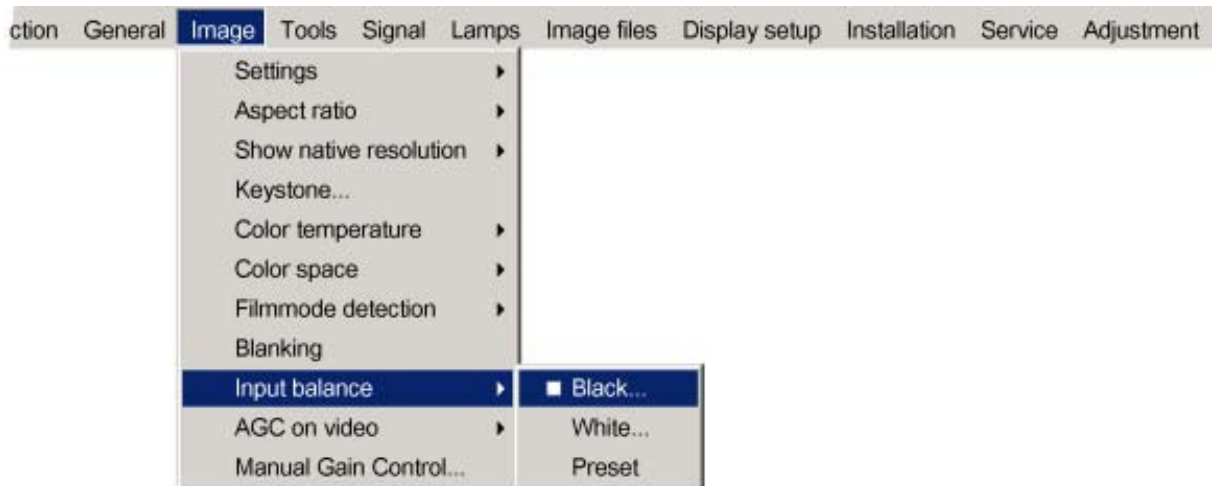 ction General Image Tools Signal Lamps Image files Display setup Installation Service Adjustment
Settings
Aspect ratio
Show native resolution
Keystone...
Color temperature
Color space
Filmmode detection
Blanking
Input balance Black...
AGC on video White...
Manual Gain Control... Preset